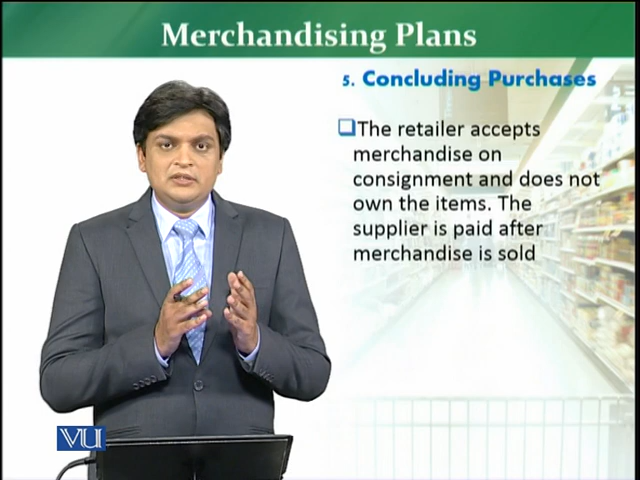 Merchandising Plans
5. Concluding Purchases
The retailer accepts
merchandise on
consignment and does not
own the items. The
supplier is paid after
merchandise is sold
VU